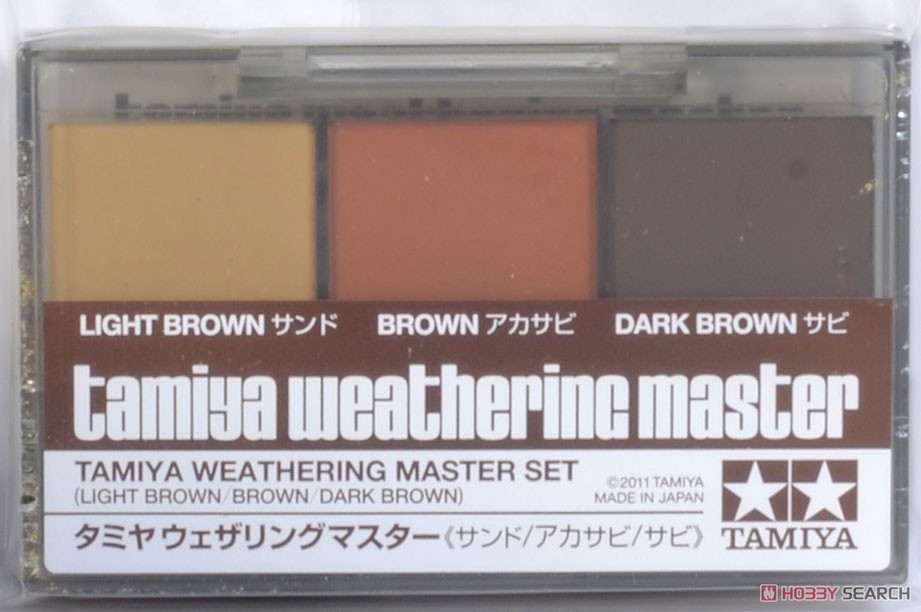 LIGHT BROWN サンド BROWN アカサビ DARK BROWN サビ
tamiya weathering master
TAMIYA WEATHERING MASTER SET
(LIGHT BROWN/BROWN/DARK BROWN)
©2011 TAMIYA
MADE IN JAPAN
タミヤ ウェザリングマスター《サンド/アカサビ/サビ》
TAMIYA
HOBBY SEARCH